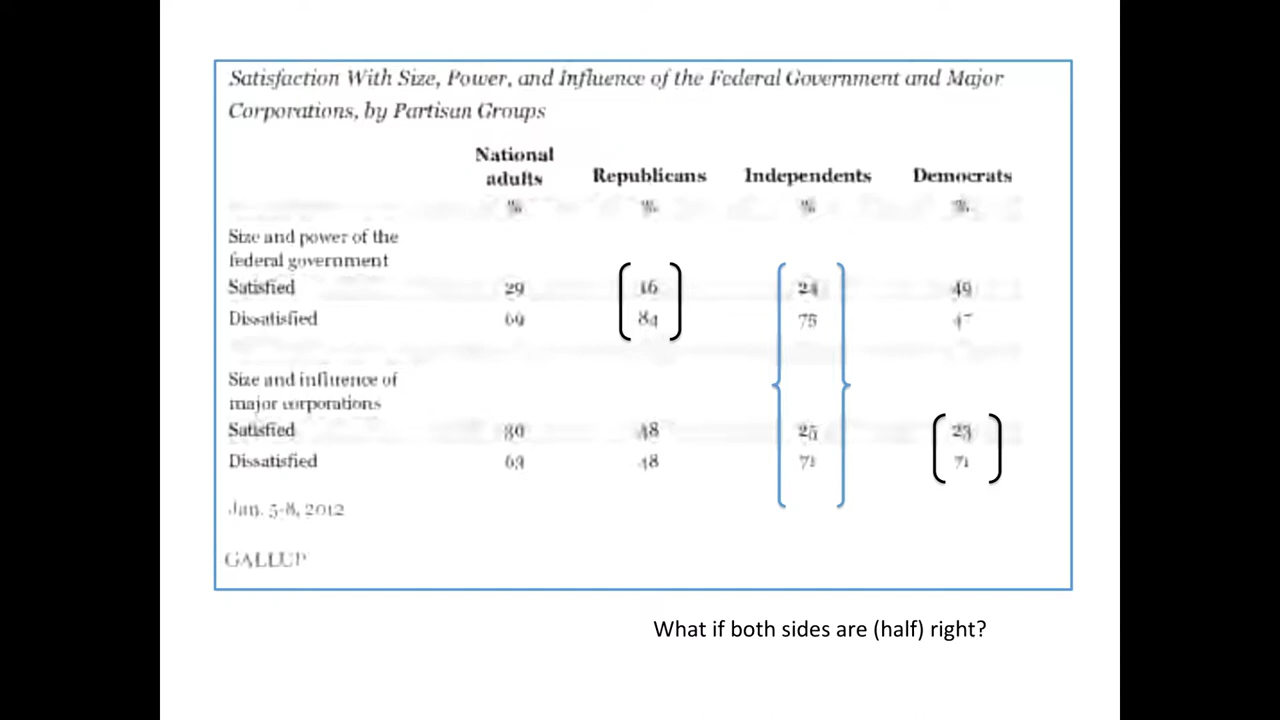 Satisfaction With Size, Power, and Influence of the Federal Government and Major
Corporations, by Partisan Groups
National
adults Republicans Independents Democrats
% % % %
Size and power of the
federal government
Satisfied 29 16 24 49
Dissatisfied 69 84 75 47
Size and influence of
major corporations
Satisfied 30 48 25 23
Dissatisfied 48 71
Jan. 5-8, 2012
GALLUP
What if both sides are (half) right?